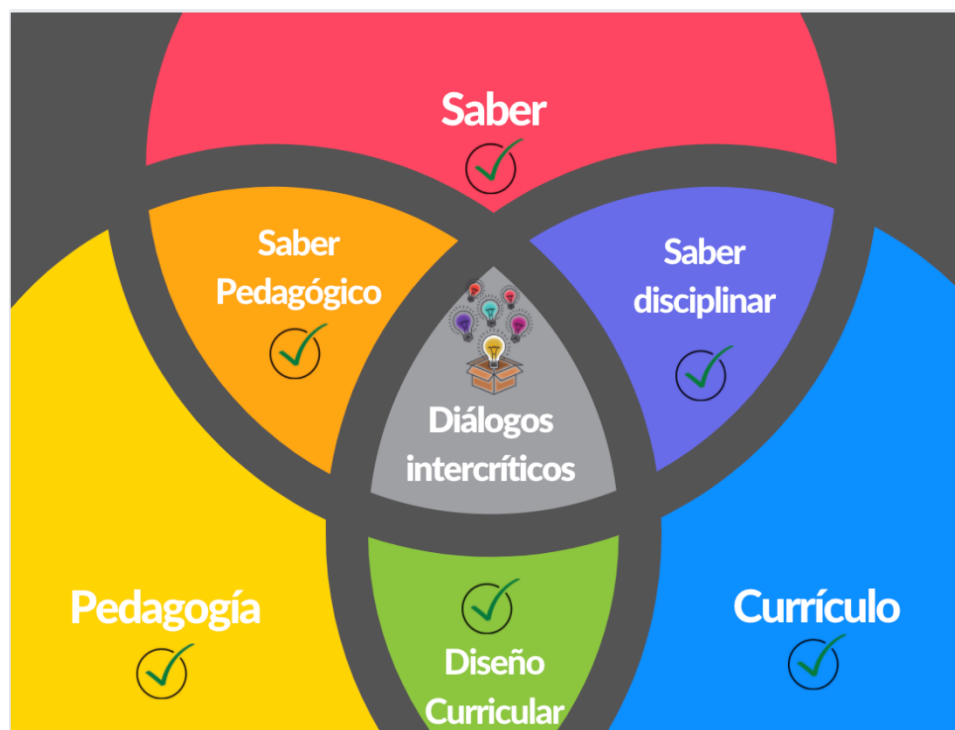 Saber
Saber
Pedagógico
Saber
disciplinar
Diálogos
intercríticos
Pedagogía
Currículo
Diseño
Curricular